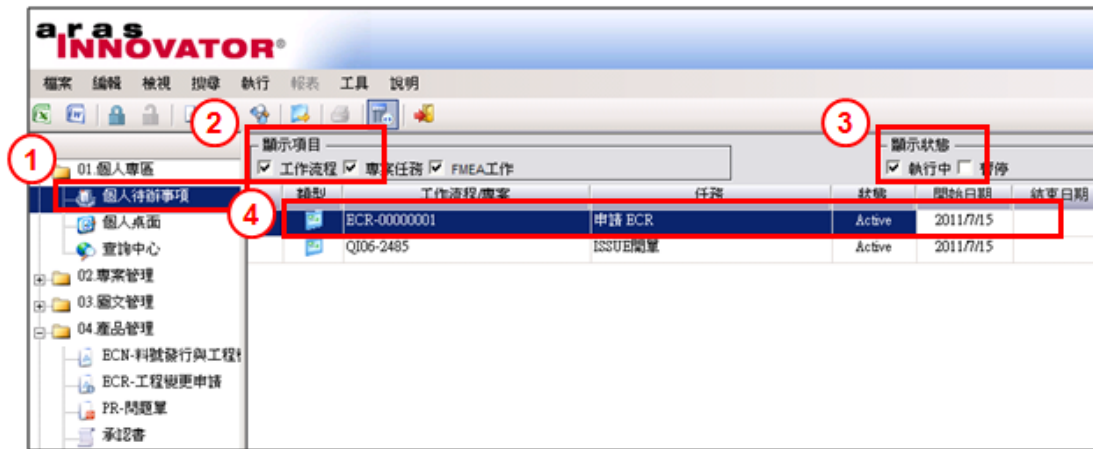 aras
INNOVATOR®
檔案 編輯 檢視 搜尋 執行 報表 工具 說明
2
3
顯示項目
顯示狀態
1
01.個人專區
工作流程 專案任務 FMEA工作
執行中 暫停
個人待辦事項
類型 工作流程/專案 任務 狀態 開始日期 結束日期
4
個人桌面
ECR-00000001 申請 ECR Active 2011/7/15
查詢中心
QI06-2485 ISSUE開單 Active 2011/7/15
02.專案管理
03.圖文管理
04.產品管理
ECN-料號發行與工程
ECR-工程變更申請
PR-問題單
承認書